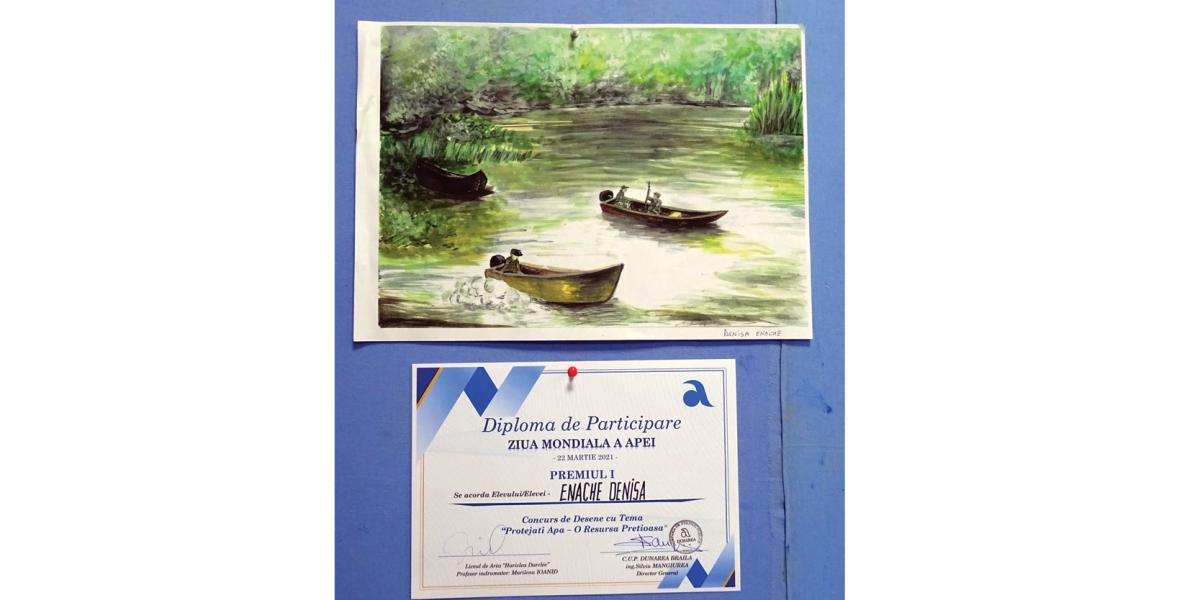 DENISA ENACHE
Diploma de Participare
ZIUA MONDIALA A APEI
- 22 MARTIE 2021 -
PREMIUL I
Se acorda Elevului/Elevei - ENACHE DENISA
Concurs de Desene cu Tema
"Protejati Apa – O Resursa Pretioasa"
Liceul de Arta "Hariclea Darclée"
Profesor indrumator: Marilena IOANID
C.U.P. DUNAREA BRAILA
ing.Silviu MANGIUREA
Director General
a
DUNAREA